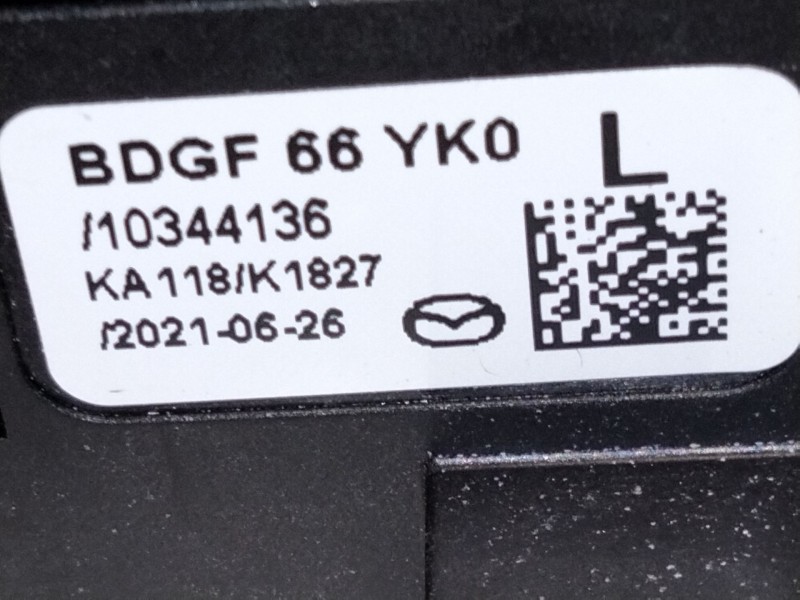 BDGF 66 YK0
L
/10344136
KA118/K1827
/2021-06-26